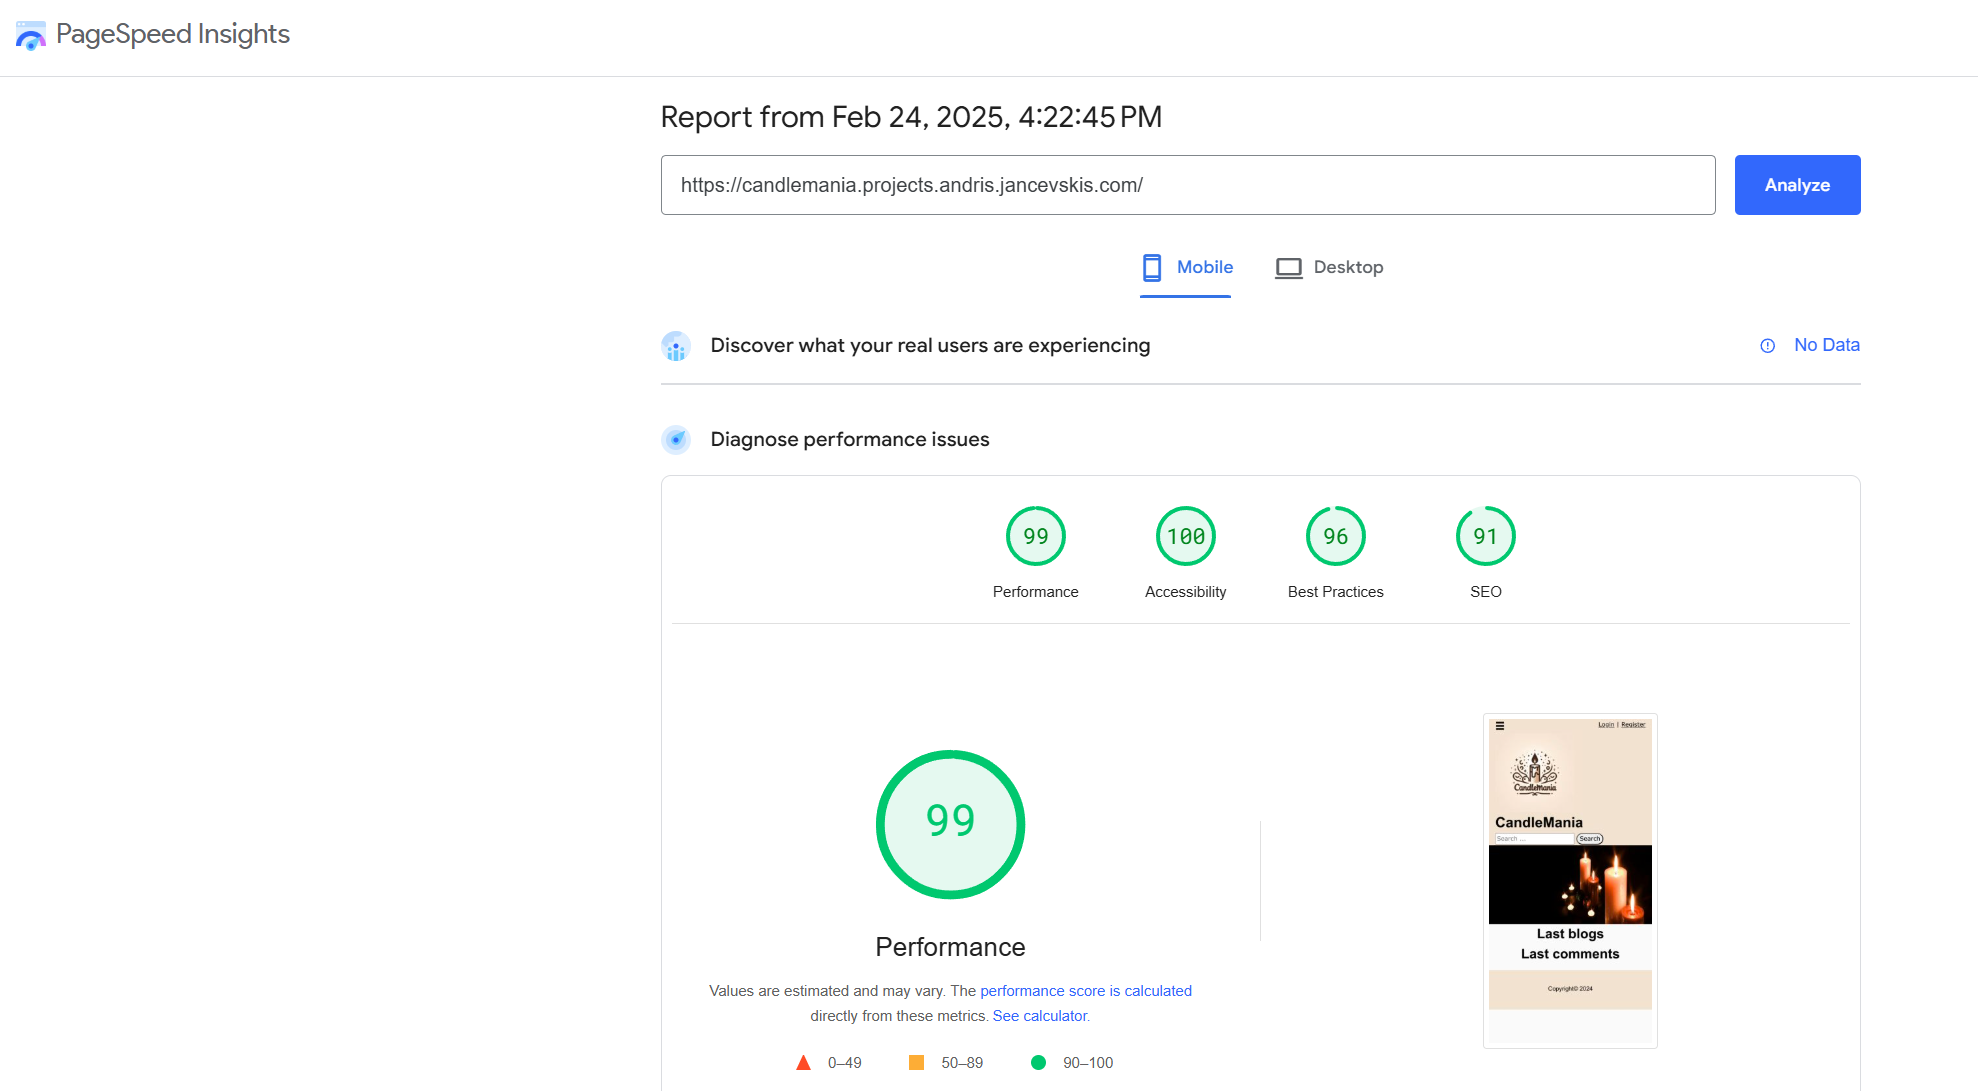 PageSpeed Insights
Report from Feb 24, 2025, 4:22:45 PM
https://candlemania.projects.andris.jancevskis.com/
Analyze
Mobile
Desktop
Discover what your real users are experiencing
No Data
Diagnose performance issues
99
100
96
91
Performance
Accessibility
Best Practices
SEO
99
Performance
Values are estimated and may vary. The performance score is calculated
directly from these metrics. See calculator.
0–49
50–89
90–100
Login | Register
CandleMania
CandleMania
Search ...
Search
Last blogs
Last comments
Copyright© 2024